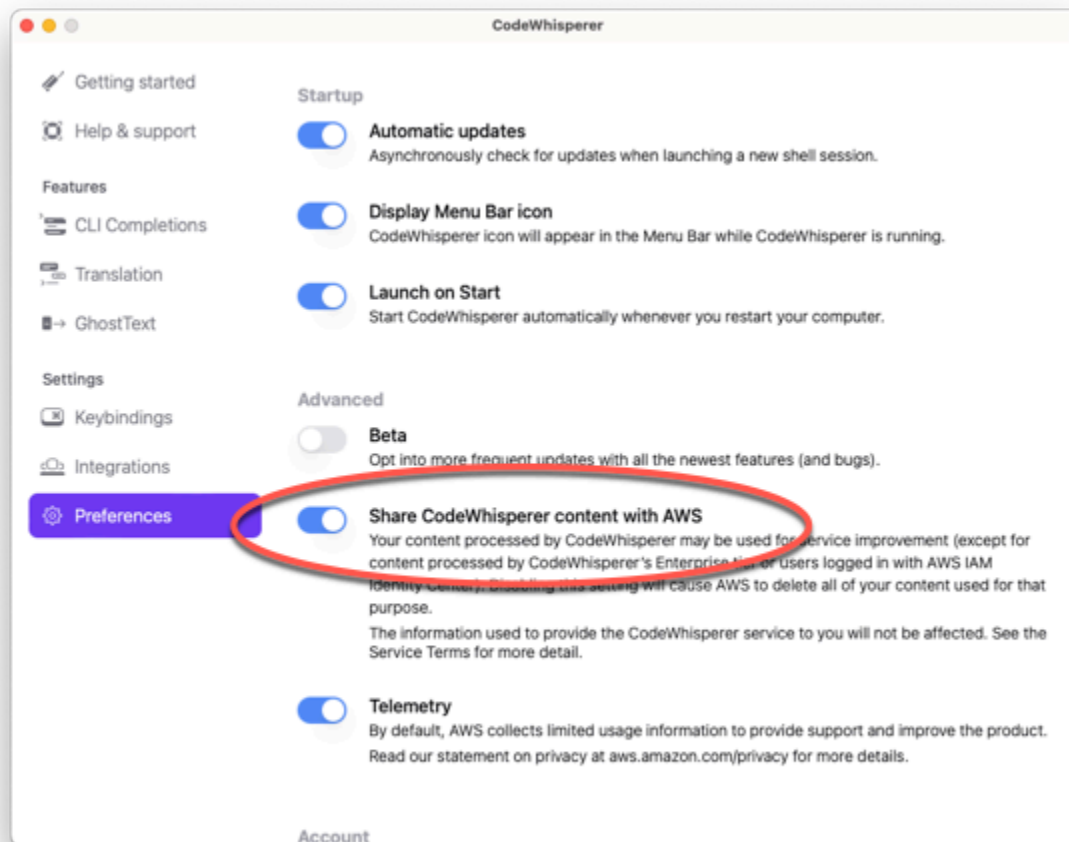 CodeWhisperer
Getting started
Help & support
Features
CLI Completions
Translation
GhostText
Settings
Keybindings
Integrations
Preferences
Startup
Automatic updates
Asynchronously check for updates when launching a new shell session.
Display Menu Bar icon
CodeWhisperer icon will appear in the Menu Bar while CodeWhisperer is running.
Launch on Start
Start CodeWhisperer automatically whenever you restart your computer.
Advanced
Beta
Opt into more frequent updates with all the newest features (and bugs).
Share CodeWhisperer content with AWS
Your content processed by CodeWhisperer may be used for service improvement (except for
content processed by CodeWhisperer's Enterprise tier or users logged in with AWS IAM
Identity Center). Disabling this setting will cause AWS to delete all of your content used for that
purpose.
The information used to provide the CodeWhisperer service to you will not be affected. See the
Service Terms for more detail.
Telemetry
By default, AWS collects limited usage information to provide support and improve the product.
Read our statement on privacy at aws.amazon.com/privacy for more details.
Account